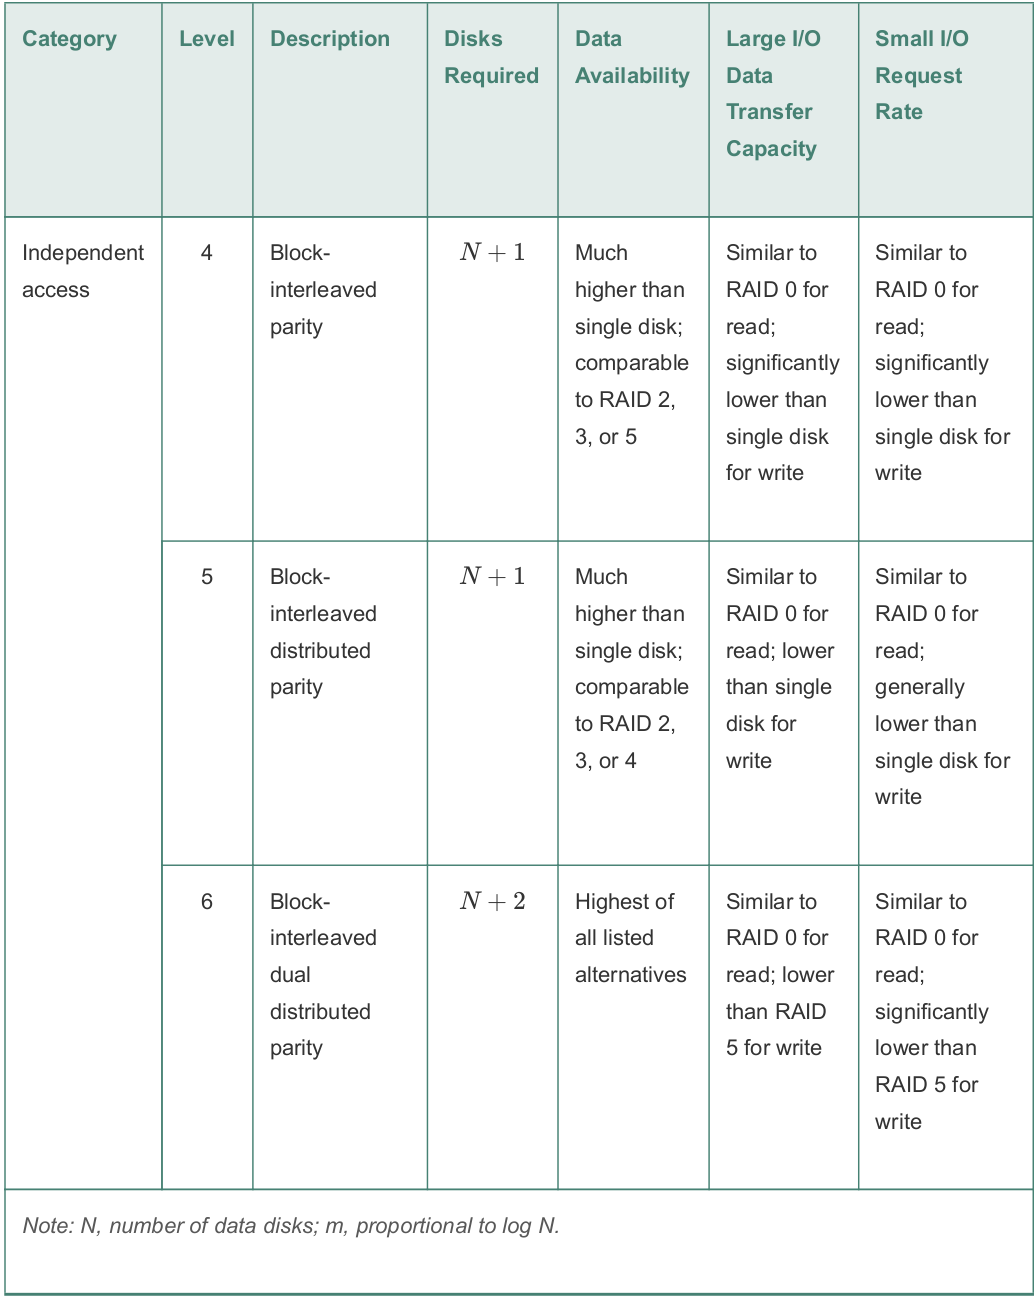 Category
Level
Description
Disks
Required
Data
Availability
Large I/O
Data
Transfer
Capacity
Small I/O
Request
Rate
Independent
access
4
Block-
interleaved
parity
N + 1
Much
higher than
single disk;
comparable
to RAID 2,
3, or 5
Similar to
RAID 0 for
read;
significantly
lower than
single disk
for write
Similar to
RAID 0 for
read;
significantly
lower than
single disk for
write
5
Block-
interleaved
distributed
parity
N + 1
Much
higher than
single disk;
comparable
to RAID 2,
3, or 4
Similar to
RAID 0 for
read; lower
than single
disk for
write
Similar to
RAID 0 for
read;
generally
lower than
single disk for
write
6
Block-
interleaved
dual
distributed
parity
N + 2
Highest of
all listed
alternatives
Similar to
RAID 0 for
read; lower
than RAID
5 for write
Similar to
RAID 0 for
read;
significantly
lower than
RAID 5 for
write
Note: N, number of data disks; m, proportional to log N.